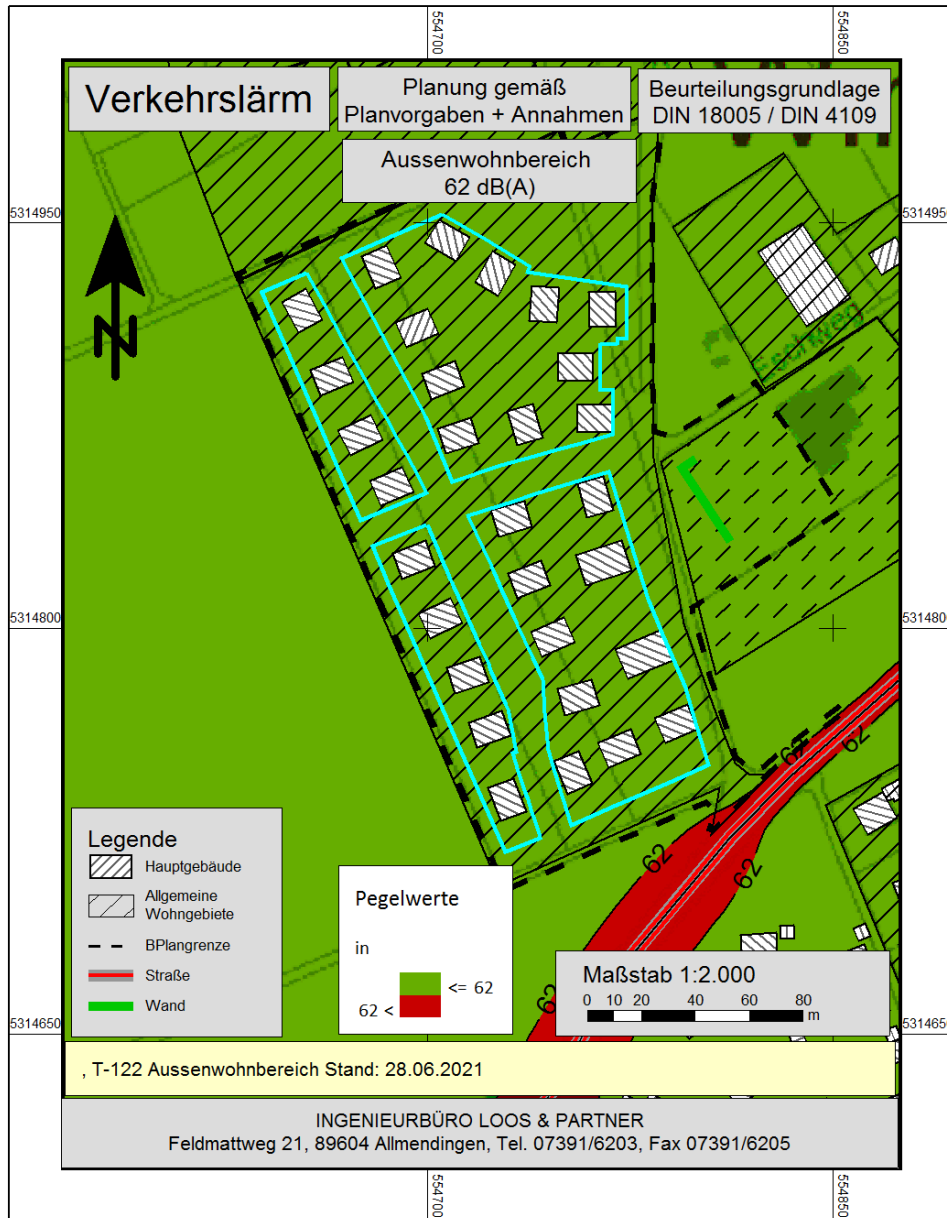 554700
554850
Verkehrslärm
Planung gemäß
Planvorgaben + Annahmen
Beurteilungsgrundlage
DIN 18005 / DIN 4109
Aussenwohnbereich
62 dB(A)
5314950
5314950
N
Eschweg
5314800
5314800
62
62
62
62
62
Legende
Hauptgebäude
Allgemeine
Wohngebiete
BPlangrenze
Straße
Wand
Pegelwerte
in
<= 62
62 <
Maßstab 1:2.000
0 10 20 40 60 80
m
5314650
5314650
, T-122 Aussenwohnbereich Stand: 28.06.2021
INGENIEURBÜRO LOOS & PARTNER
Feldmattweg 21, 89604 Allmendingen, Tel. 07391/6203, Fax 07391/6205
554700
554850